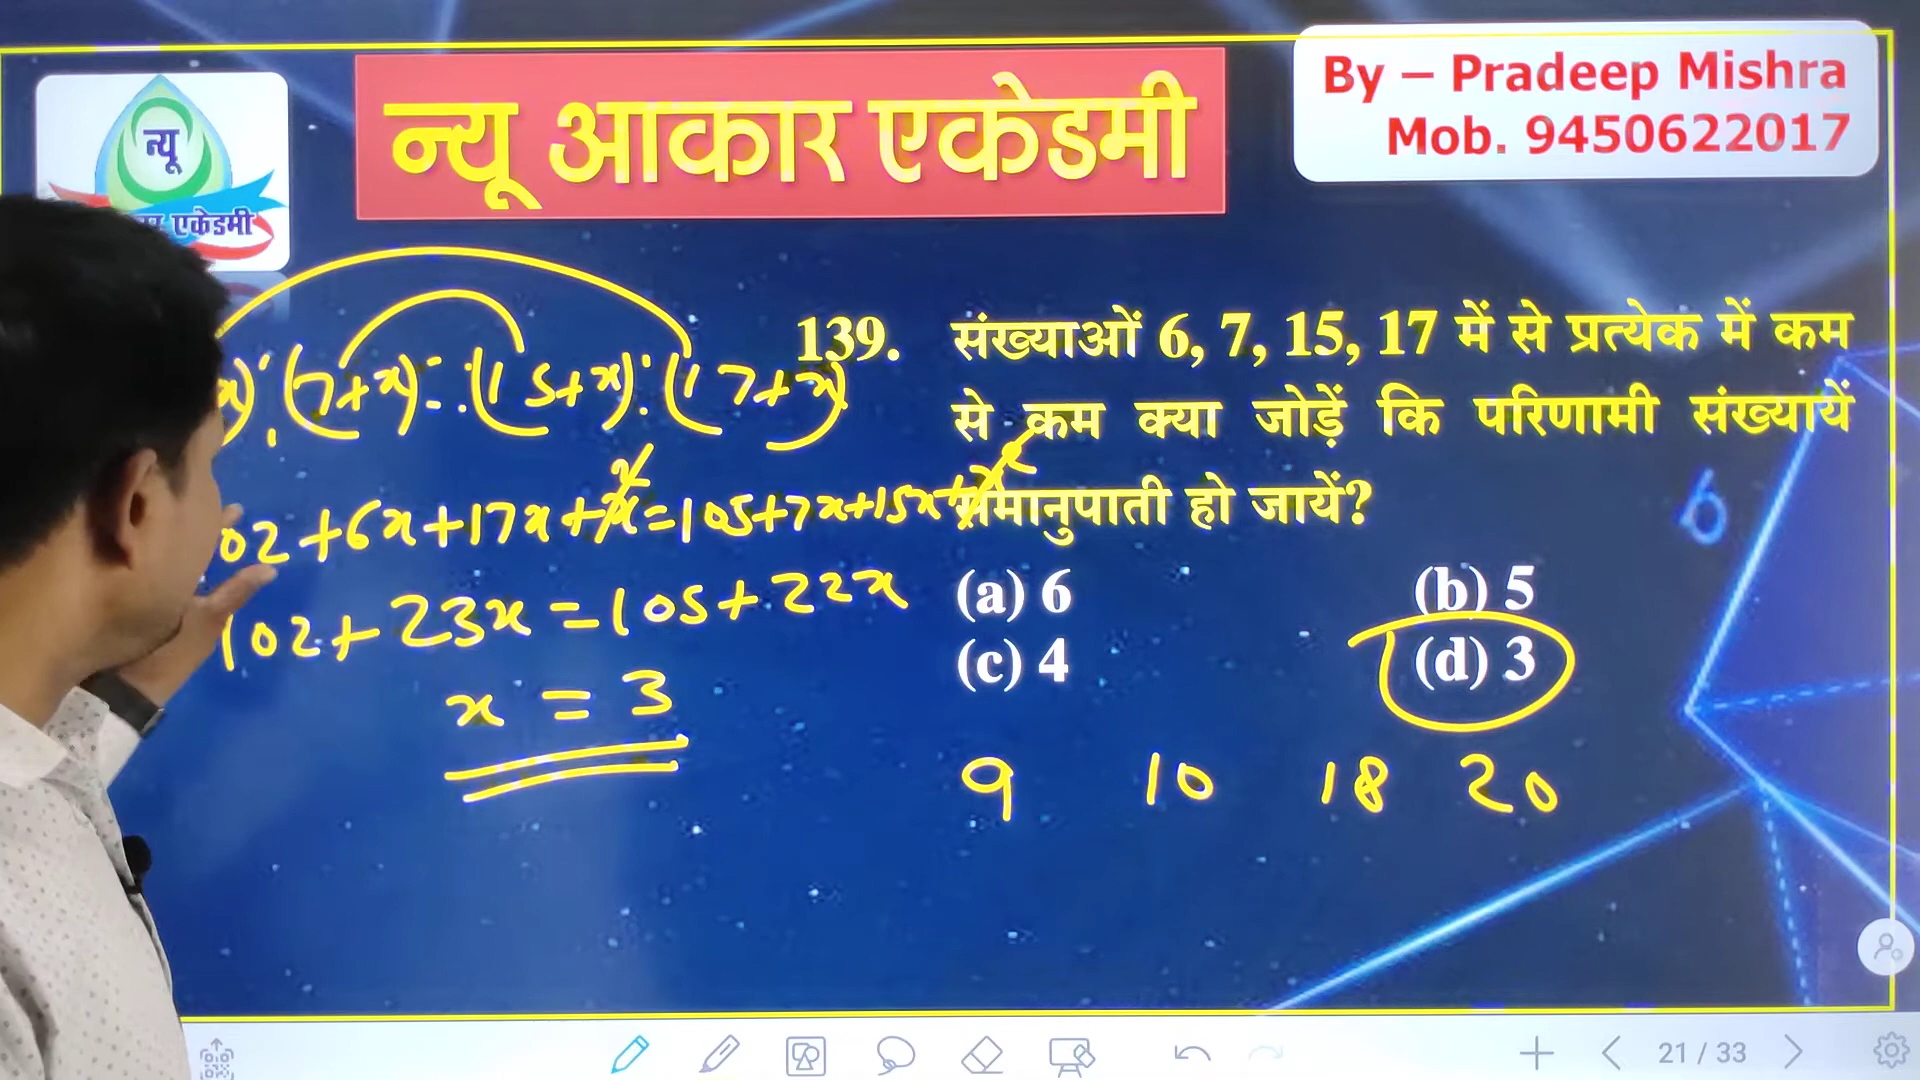 न्यू आकार एकेडमी
By – Pradeep Mishra
Mob. 9450622017
न्यू
एकेडमी
139. संख्याओं 6, 7, 15, 17 में से प्रत्येक में कम
से कम क्या जोड़ें कि परिणामी संख्यायें
समानुपाती हो जायें?
(a) 6 (b) 5
(c) 4 (d) 3
x):(7+x)::(15+x):(17+x)
02+6x+17x+x²=105+7x+15x+x²
102+23x=105+22x
x = 3
9 10 18 20
6
21 / 33